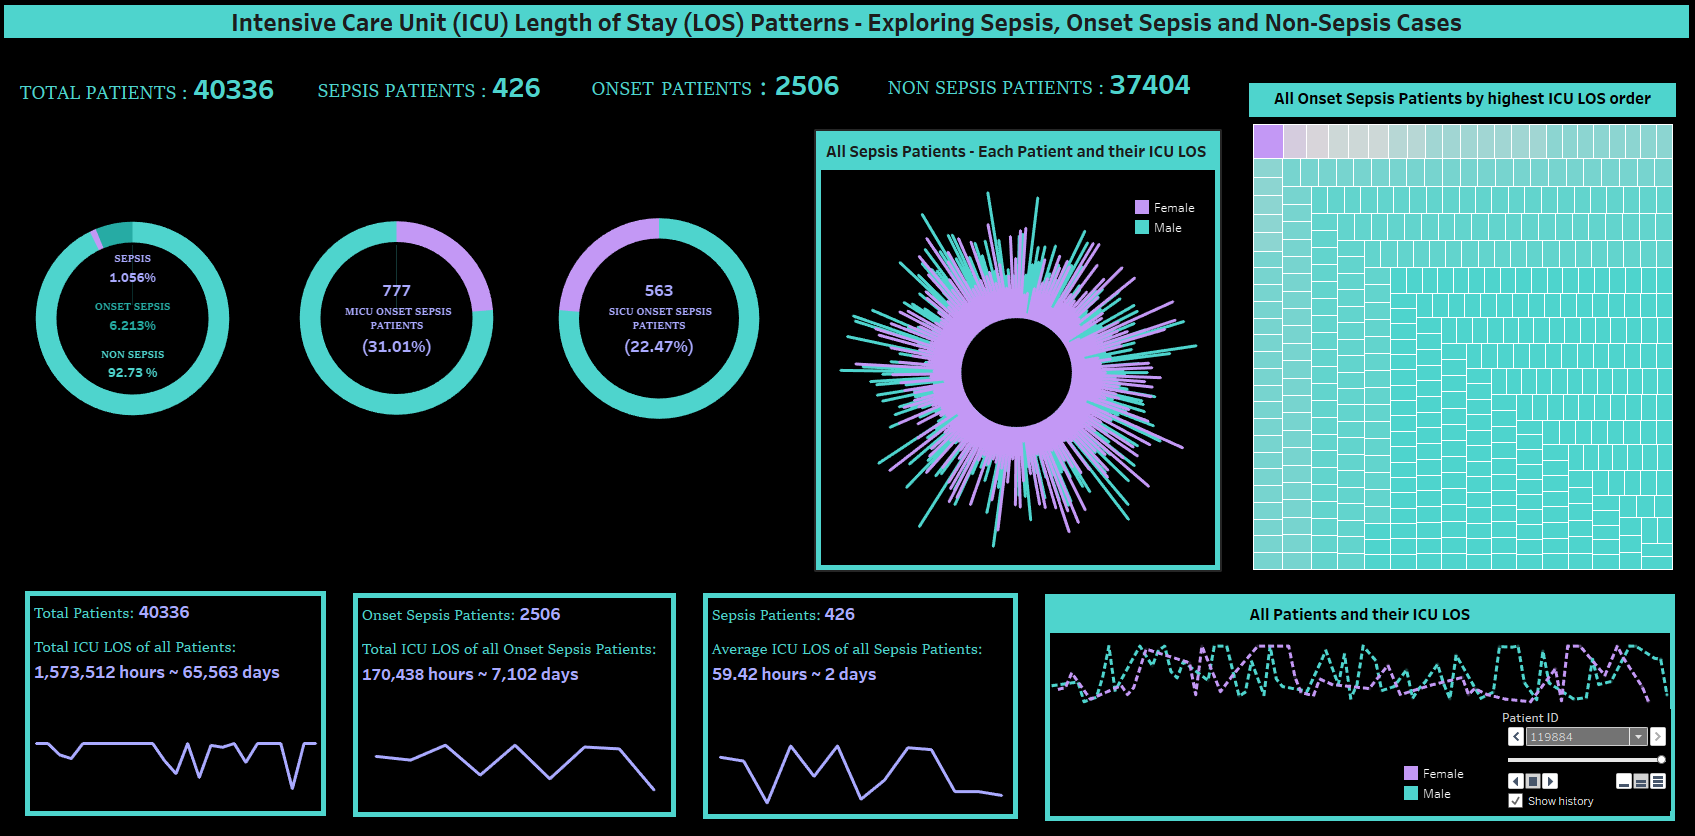 Intensive Care Unit (ICU) Length of Stay (LOS) Patterns - Exploring Sepsis, Onset Sepsis and Non-Sepsis Cases
TOTAL PATIENTS : 40336
SEPSIS PATIENTS : 426
ONSET PATIENTS : 2506
NON SEPSIS PATIENTS : 37404
All Onset Sepsis Patients by highest ICU LOS order
All Sepsis Patients - Each Patient and their ICU LOS
Female
Male
SEPSIS
1.056%
ONSET SEPSIS
6.213%
NON SEPSIS
92.73 %
777
MICU ONSET SEPSIS
PATIENTS
(31.01%)
563
SICU ONSET SEPSIS
PATIENTS
(22.47%)
Total Patients: 40336
Total ICU LOS of all Patients:
1,573,512 hours ~ 65,563 days
Onset Sepsis Patients: 2506
Total ICU LOS of all Onset Sepsis Patients:
170,438 hours ~ 7,102 days
Sepsis Patients: 426
Average ICU LOS of all Sepsis Patients:
59.42 hours ~ 2 days
All Patients and their ICU LOS
Patient ID
119884
Female
Male
Show history